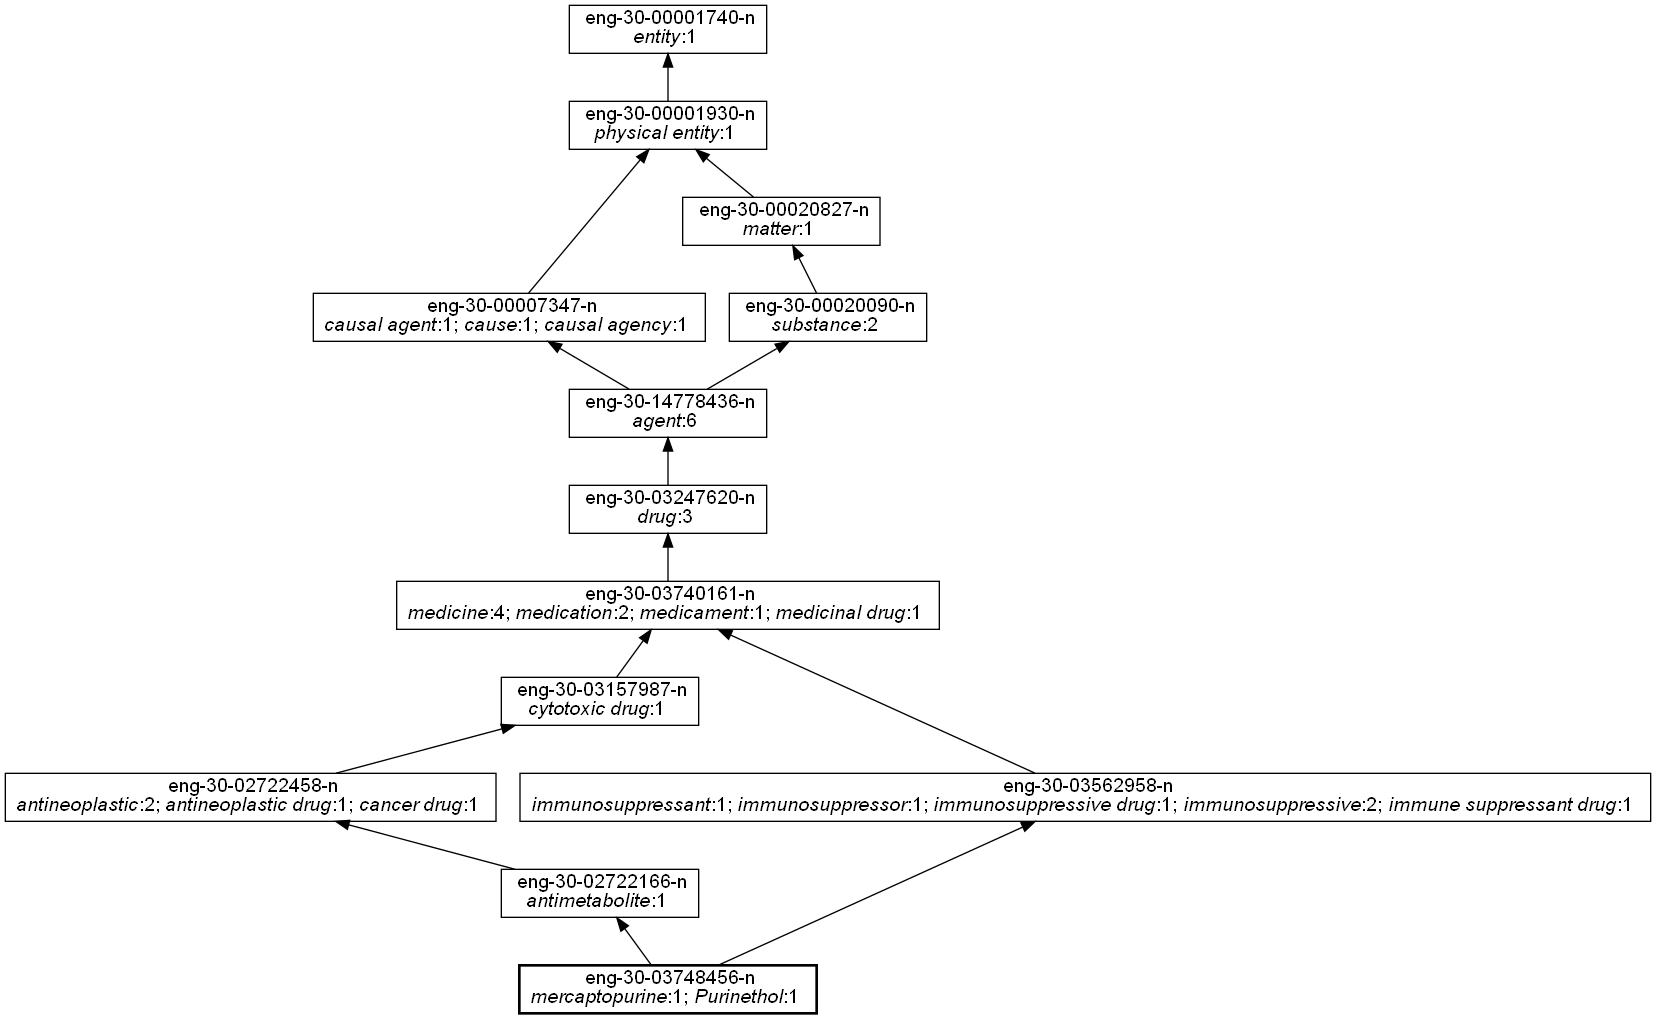 eng-30-00001740-n
entity:1
eng-30-00001930-n
physical entity:1
eng-30-00020827-n
matter:1
eng-30-00007347-n
causal agent:1; cause:1; causal agency:1
eng-30-00020090-n
substance:2
eng-30-14778436-n
agent:6
eng-30-03247620-n
drug:3
eng-30-03740161-n
medicine:4; medication:2; medicament:1; medicinal drug:1
eng-30-03157987-n
cytotoxic drug:1
eng-30-02722458-n
antineoplastic:2; antineoplastic drug:1; cancer drug:1
eng-30-03562958-n
immunosuppressant:1; immunosuppressor:1; immunosuppressive drug:1; immunosuppressive:2; immune suppressant drug:1
eng-30-02722166-n
antimetabolite:1
eng-30-03748456-n
mercaptopurine:1; Purinethol:1